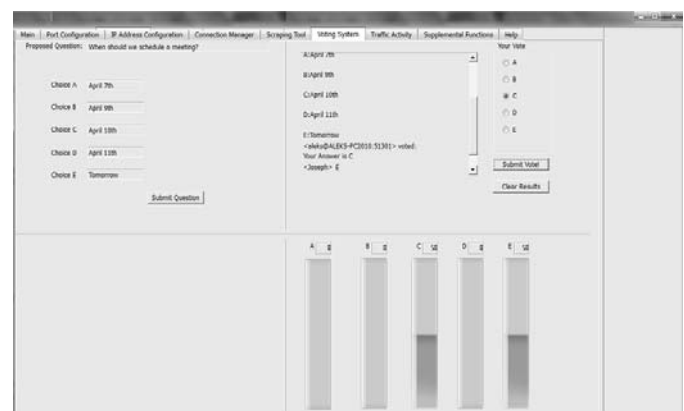 Main Port Configuration IP Address Configuration Connection Manager Scraping Tool Voting System Traffic Activity Supplemental Functions Help
Proposed Question: When should we schedule a meeting?
Choice A April 7th
Choice B April 9th
Choice C April 10th
Choice D April 11th
Choice E Tomorrow
Submit Question
A:April 7th
B:April 9th
C:April 10th
D:April 11th
E:Tomorrow
<aleks@ALEKS-PC2010:51301> voted:
Your Answer is C
<Joseph> E
Your Vote
A
B
C
D
E
Submit Vote!
Clear Results
A 0 B 0 C 50 D 0 E 50